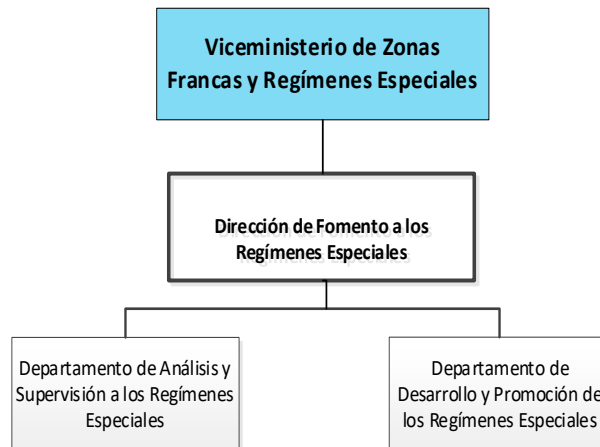 Viceministerio de Zonas
Francas y Regímenes Especiales
Dirección de Fomento a los
Regímenes Especiales
Departamento de Análisis y
Supervisión a los Regímenes
Especiales
Departamento de
Desarrollo y Promoción de
los Regímenes Especiales